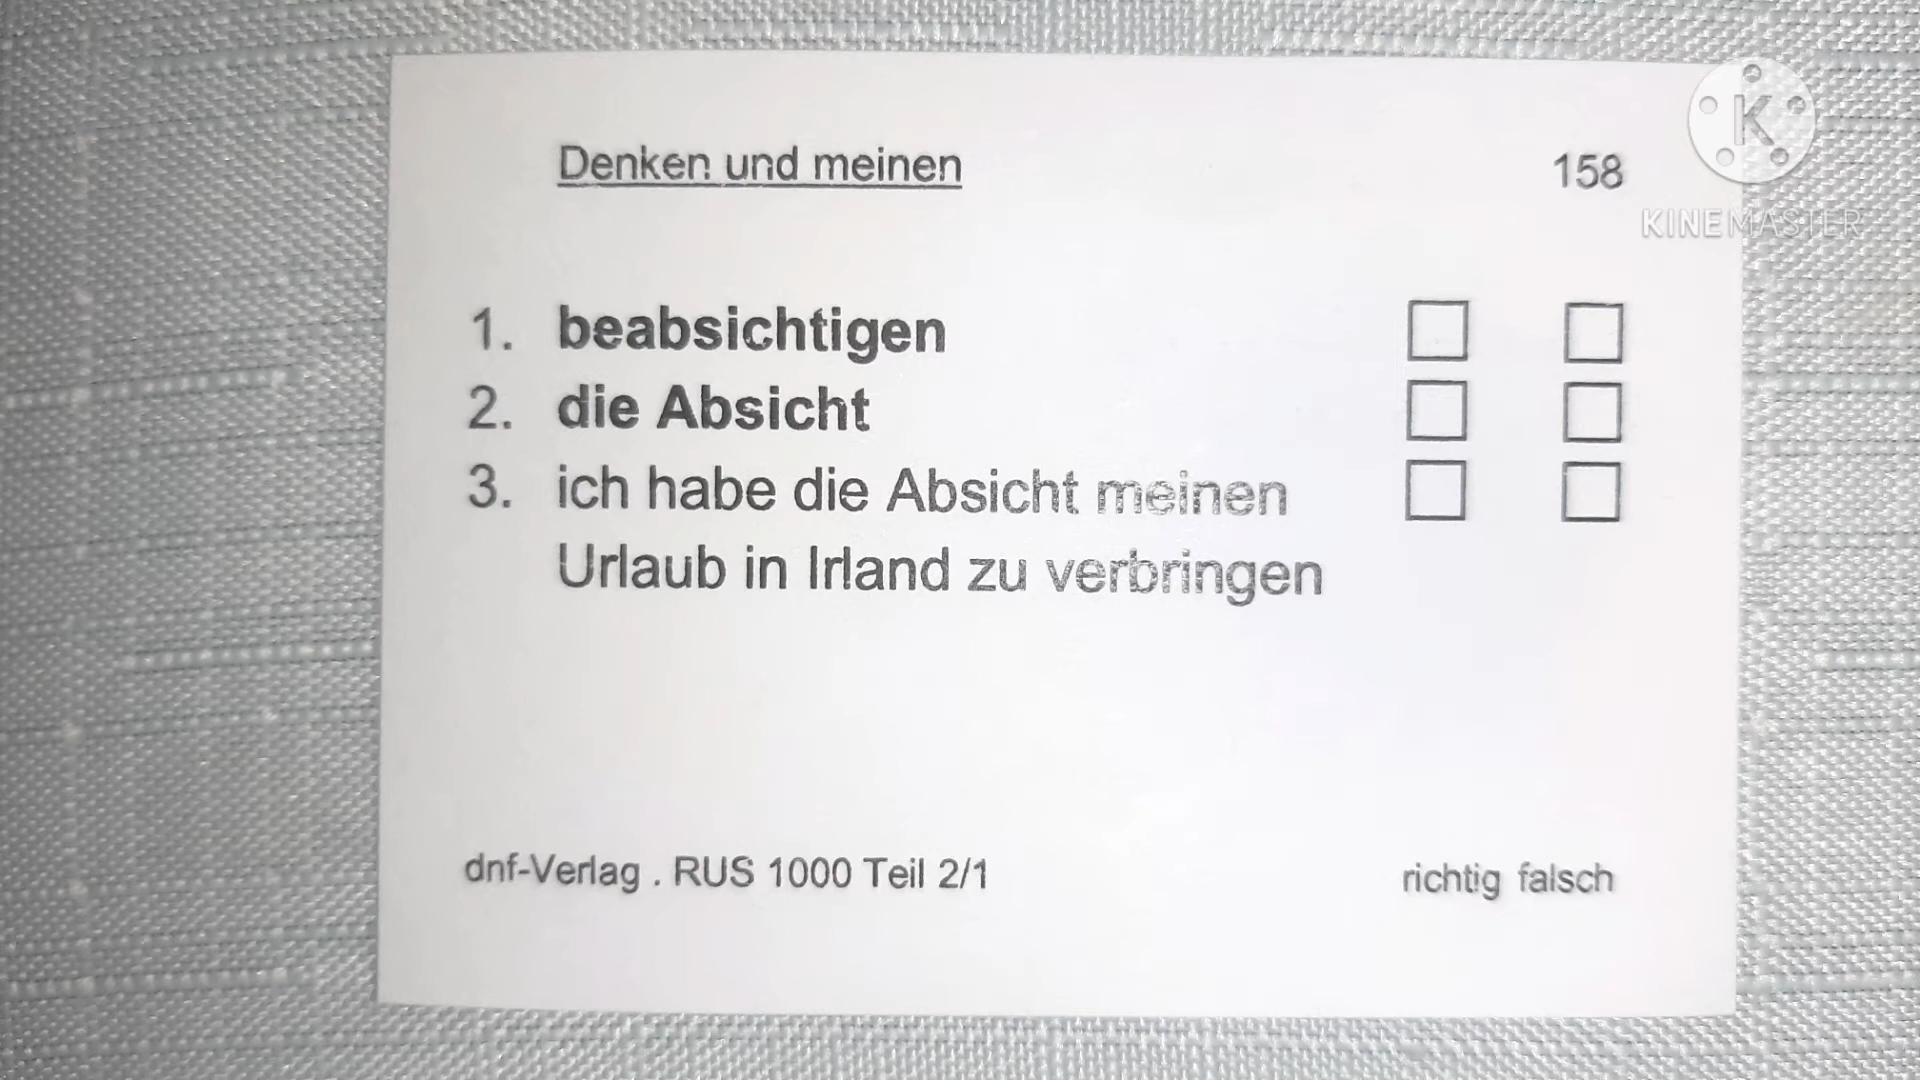 Denken und meinen 158
K
KINEMASTER
1. beabsichtigen
2. die Absicht
3. ich habe die Absicht meinen
Urlaub in Irland zu verbringen
dnf-Verlag . RUS 1000 Teil 2/1 richtig falsch